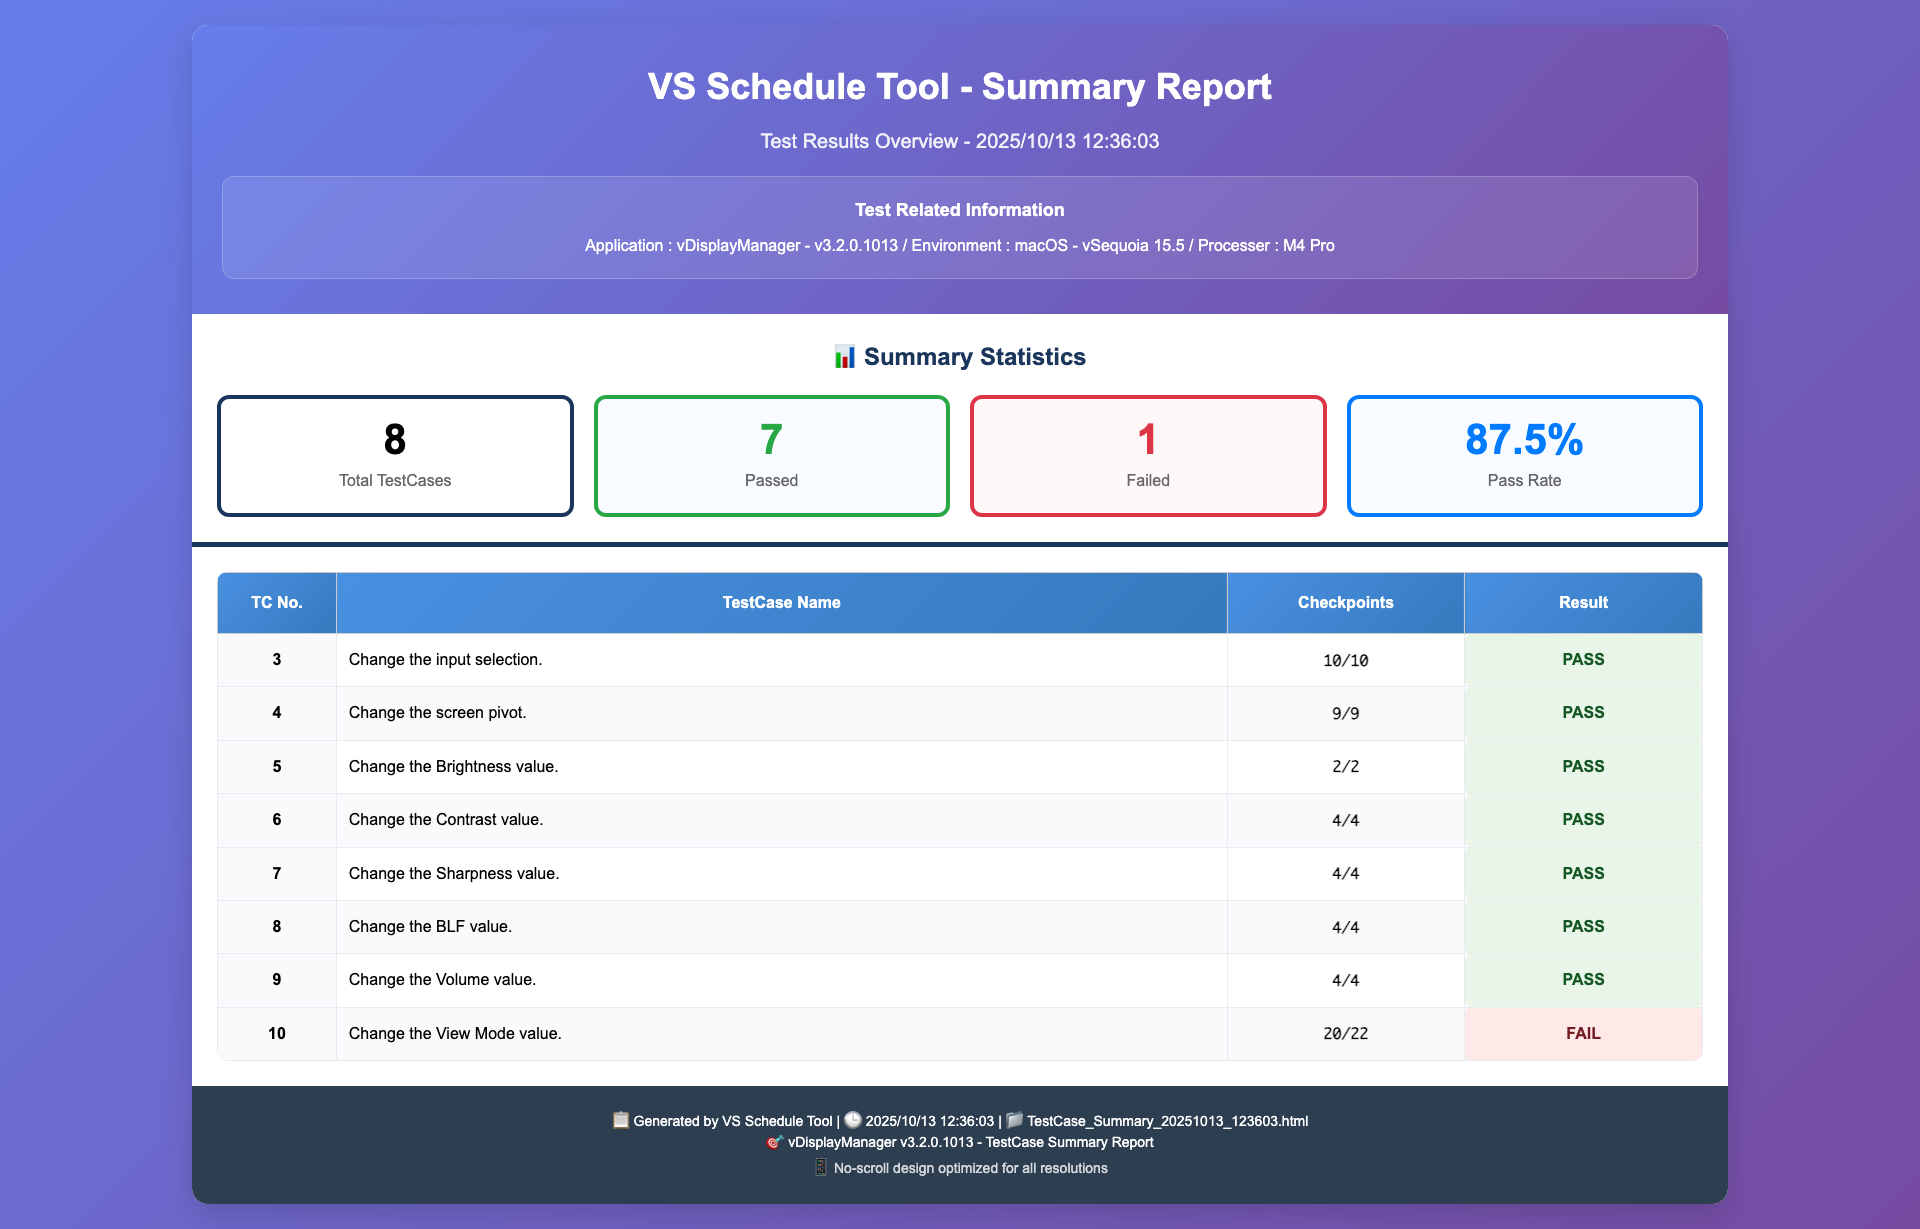 VS Schedule Tool - Summary Report
Test Results Overview - 2025/10/13 12:36:03
Test Related Information
Application : vDisplayManager - v3.2.0.1013 / Environment : macOS - vSequoia 15.5 / Processer : M4 Pro
📊 Summary Statistics
8
Total TestCases
7
Passed
1
Failed
87.5%
Pass Rate
TC No. TestCase Name Checkpoints Result
3 Change the input selection. 10/10 PASS
4 Change the screen pivot. 9/9 PASS
5 Change the Brightness value. 2/2 PASS
6 Change the Contrast value. 4/4 PASS
7 Change the Sharpness value. 4/4 PASS
8 Change the BLF value. 4/4 PASS
9 Change the Volume value. 4/4 PASS
10 Change the View Mode value. 20/22 FAIL
📋 Generated by VS Schedule Tool | 🕒 2025/10/13 12:36:03 | 📁 TestCase_Summary_20251013_123603.html
🎯 vDisplayManager v3.2.0.1013 - TestCase Summary Report
📱 No-scroll design optimized for all resolutions